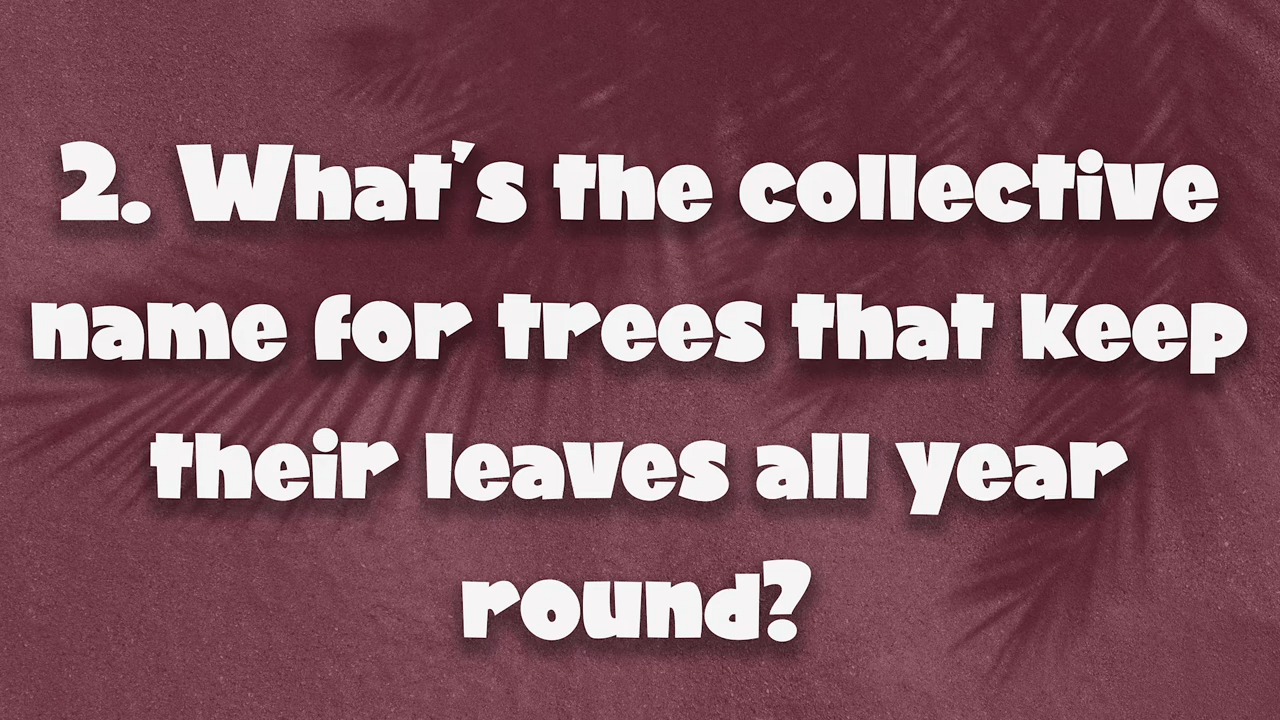 2. What's the collective
name for trees that keep
their leaves all year
round?